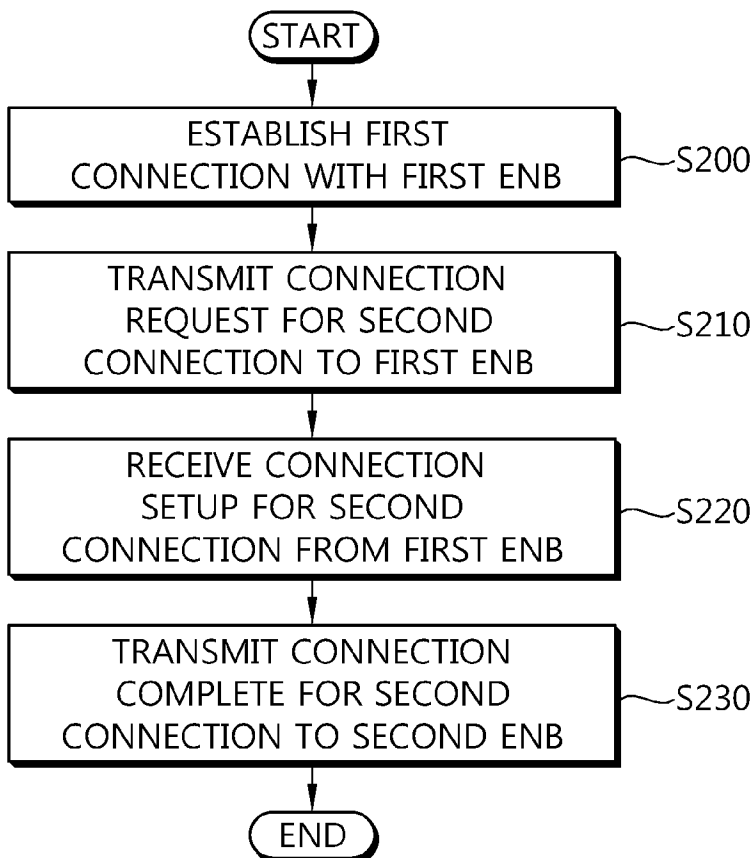 START
ESTABLISH FIRST
CONNECTION WITH FIRST ENB
S200
TRANSMIT CONNECTION
REQUEST FOR SECOND
CONNECTION TO FIRST ENB
S210
RECEIVE CONNECTION
SETUP FOR SECOND
CONNECTION FROM FIRST ENB
S220
TRANSMIT CONNECTION
COMPLETE FOR SECOND
CONNECTION TO SECOND ENB
S230
END